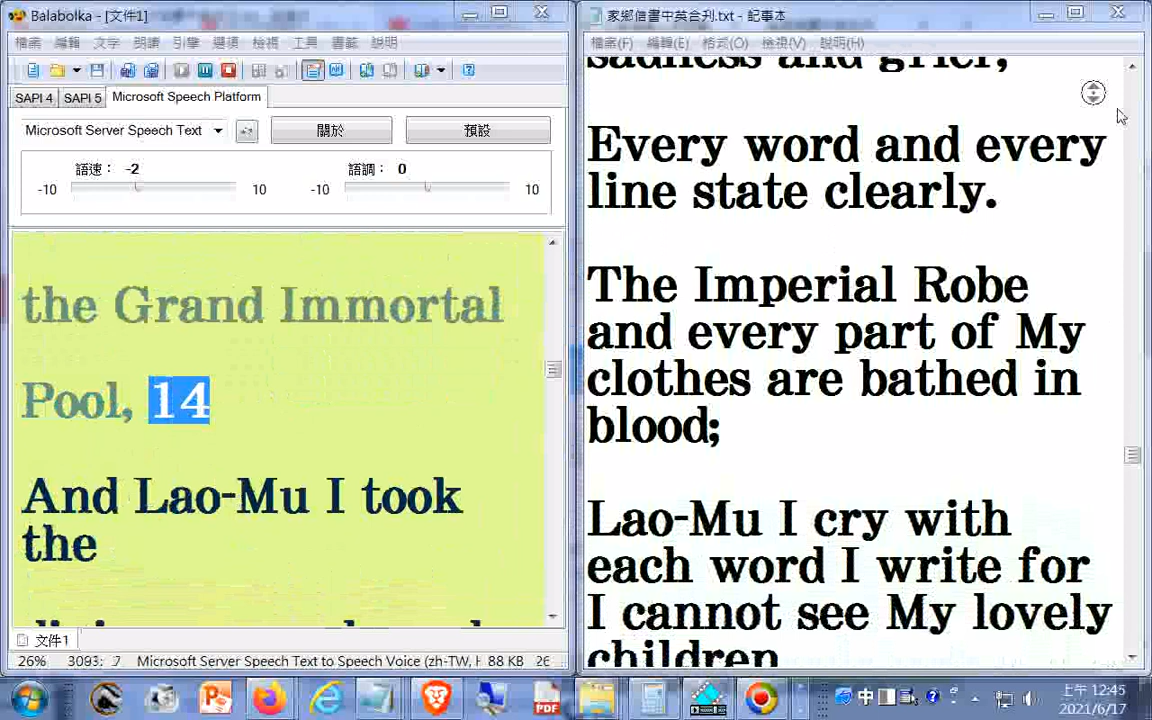 Balabolka - [文件1]
檔案 編輯 文字 朗讀 引擎 選項 檢視 工具 書籤 說明
SAPI 4 SAPI 5 Microsoft Speech Platform
Microsoft Server Speech Text
關於
預設
語速： -2
語調： 0
-10 10
-10 10
the Grand Immortal
Pool, 14
And Lao-Mu I took
the
文件1
26% 3093: Microsoft Server Speech Text to Speech Voice (zh-TW, H 88 KB 26
家鄉信書中英合刋.txt - 記事本
檔案(F) 編輯(E) 格式(O) 檢視(V) 說明(H)
sadness and grief;
Every word and every
line state clearly.
The Imperial Robe
and every part of My
clothes are bathed in
blood;
Lao-Mu I cry with
each word I write for
I cannot see My lovely
children
中
上午 12:45
2021/6/17